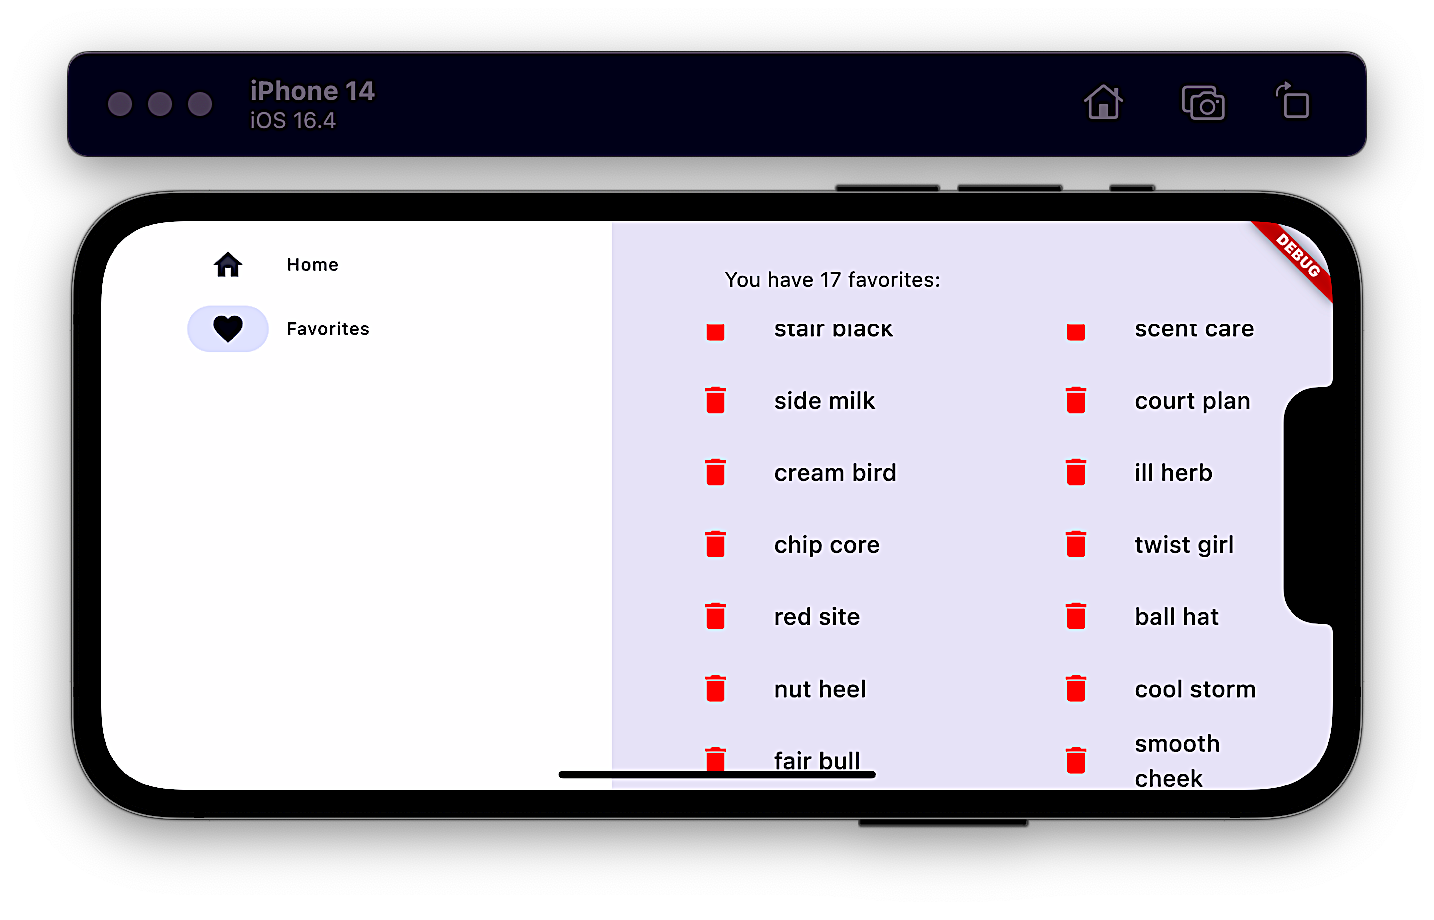 iPhone 14
iOS 16.4
DEBUG
Home
Favorites
You have 17 favorites:
stair black
scent care
side milk
court plan
cream bird
ill herb
chip core
twist girl
red site
ball hat
nut heel
cool storm
fair bull
smooth
cheek